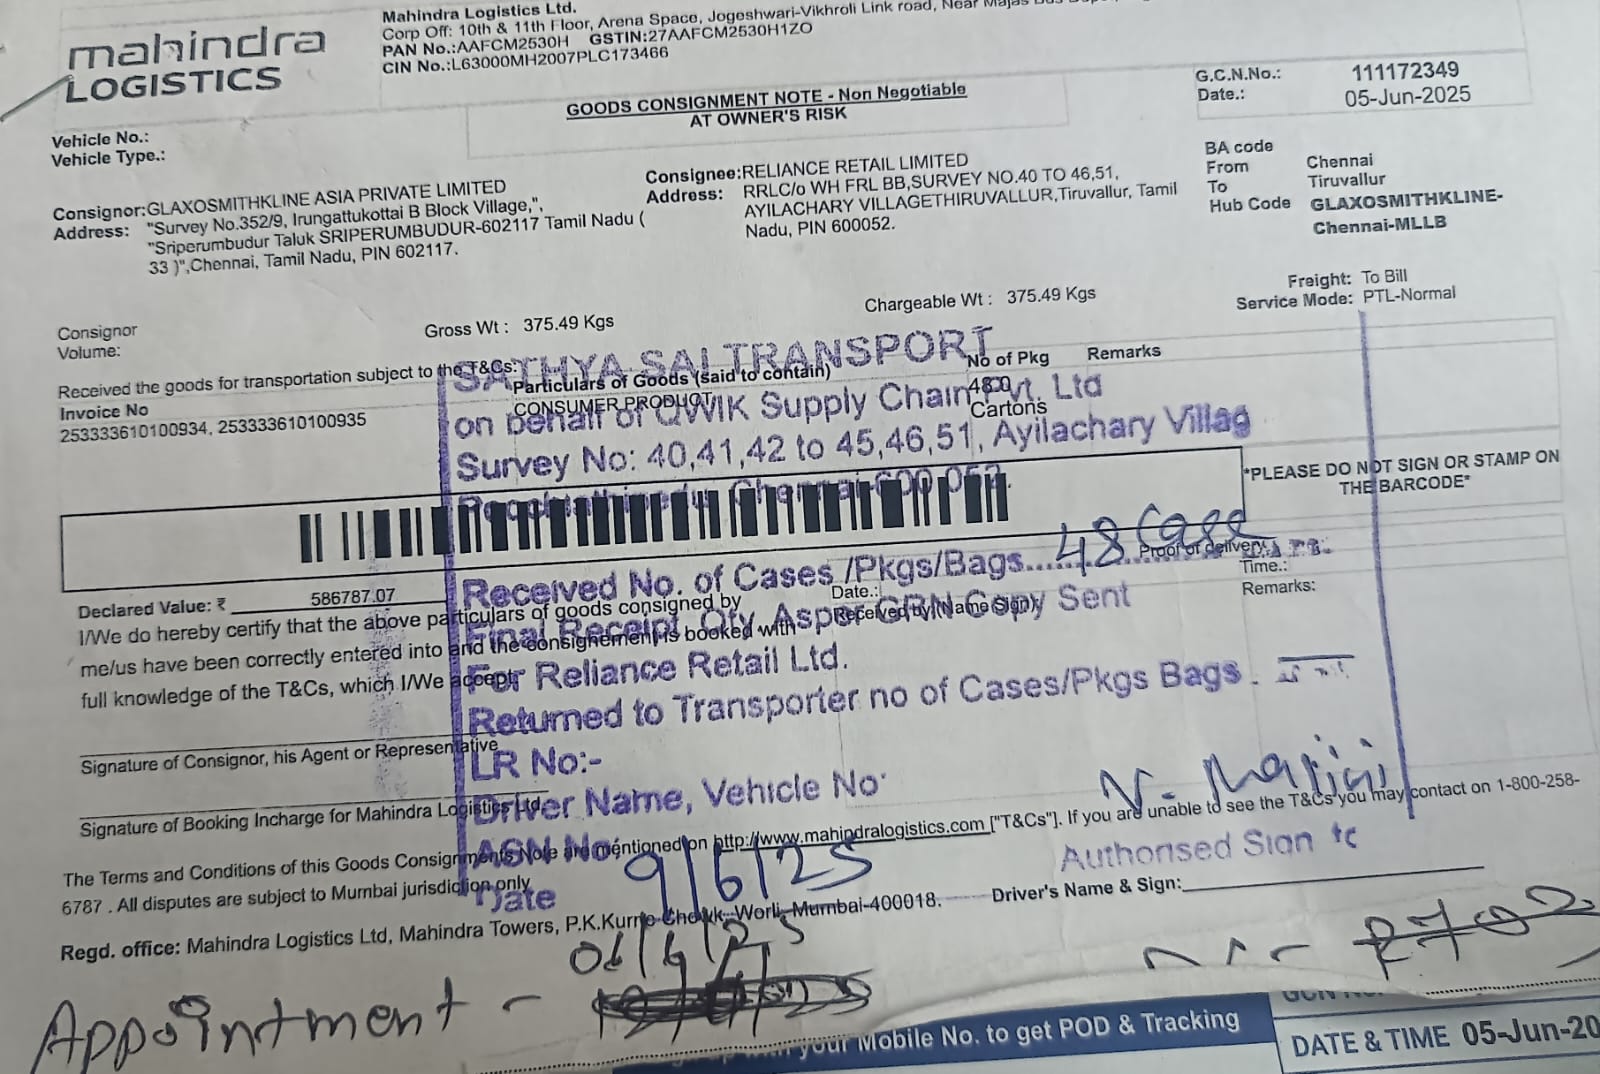 mahindra
LOGISTICS
Mahindra Logistics Ltd.
Corp Off: 10th & 11th Floor, Arena Space, Jogeshwari-Vikhroli Link road, Near Majas Bus
PAN No.:AAFCM2530H GSTIN:27AAFCM2530H1ZO
CIN No.:L63000MH2007PLC173466
GOODS CONSIGNMENT NOTE - Non Negotiable
AT OWNER'S RISK
G.C.N.No.: 111172349
Date.: 05-Jun-2025
Vehicle No.:
Vehicle Type.:
Consignor:GLAXOSMITHKLINE ASIA PRIVATE LIMITED
Address: "Survey No.352/9, Irungattukottai B Block Village,",
"Sriperumbudur Taluk SRIPERUMBUDUR-602117 Tamil Nadu (
33 )",Chennai, Tamil Nadu, PIN 602117.
Consignee:RELIANCE RETAIL LIMITED
Address: RRLC/o WH FRL BB,SURVEY NO.40 TO 46,51,
AYILACHARY VILLAGETHIRUVALLUR,Tiruvallur, Tamil
Nadu, PIN 600052.
BA code
From Chennai
To Tiruvallur
Hub Code GLAXOSMITHKLINE-
Chennai-MLLB
Freight: To Bill
Service Mode: PTL-Normal
Consignor
Volume:
Gross Wt : 375.49 Kgs
Chargeable Wt : 375.49 Kgs
Received the goods for transportation subject to the T&Cs:
Invoice No
253333610100934, 253333610100935
Particulars of Goods (said to contain)
CONSUMER PRODUCT
No of Pkg
Cartons
Remarks
SATHYA SAI TRANSPORT
on behalf of QWIK Supply Chain Pvt. Ltd
Survey No: 40,41,42 to 45,46,51, Ayilachary Villag
*PLEASE DO NOT SIGN OR STAMP ON
THE BARCODE*
Received No. of Cases /Pkgs/Bags 48 Case
Final Receipt Qty Asper GRN Copy Sent
For Reliance Retail Ltd.
Returned to Transporter no of Cases/Pkgs Bags
LR No:-
Driver Name, Vehicle No
ASN No
Date 9/6/25
Authorised Sign
Proof of delivery
Date.:
Time.:
Received by(Name Sign):
Remarks:
Declared Value: ₹ 586787.07
I/We do hereby certify that the above particulars of goods consigned by
me/us have been correctly entered into and the consignement is booked with
full knowledge of the T&Cs, which I/We accept.
Signature of Consignor, his Agent or Representative
Signature of Booking Incharge for Mahindra Logistics Ltd.
The Terms and Conditions of this Goods Consignments Note are mentioned on http://www.mahindralogistics.com ["T&Cs"]. If you are unable to see the T&Cs you may contact on 1-800-258-
6787 . All disputes are subject to Mumbai jurisdiction only
Driver's Name & Sign:
Regd. office: Mahindra Logistics Ltd, Mahindra Towers, P.K.Kurne Chowk, Worli, Mumbai-400018.
Appointment -
your Mobile No. to get POD & Tracking
DATE & TIME 05-Jun-20